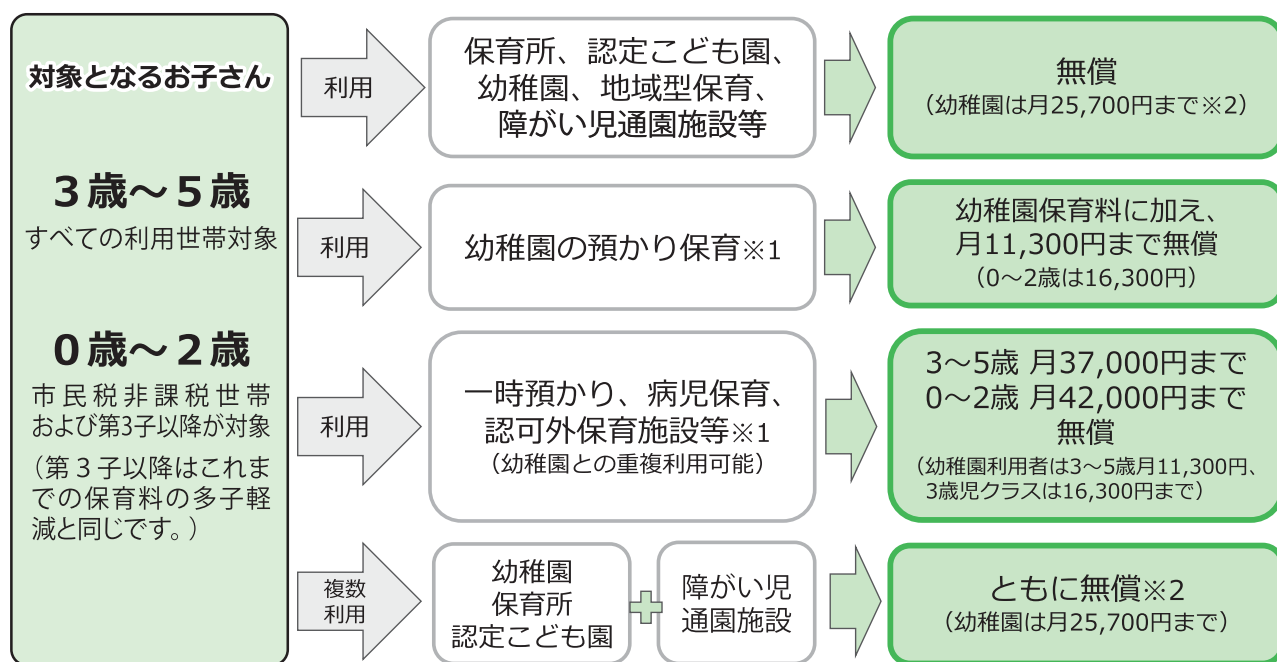 対象となるお子さん
3歳～5歳
すべての利用世帯対象
0歳～2歳
市民税非課税世帯
および第3子以降が対象
（第３子以降はこれま
での保育料の多子軽
減と同じです。）
利用
保育所、認定こども園、
幼稚園、地域型保育、
障がい児通園施設等
無償
（幼稚園は月25,700円まで※2）
利用
幼稚園の預かり保育※1
幼稚園保育料に加え、
月11,300円まで無償
（0～2歳は16,300円）
利用
一時預かり、病児保育、
認可外保育施設等※1
（幼稚園との重複利用可能）
3～5歳 月37,000円まで
0～2歳 月42,000円まで
無償
（幼稚園利用者は3～5歳月11,300円、
3歳児クラスは16,300円まで）
複数
利用
幼稚園
保育所
認定こども園
障がい児
通園施設
ともに無償※2
（幼稚園は月25,700円まで）